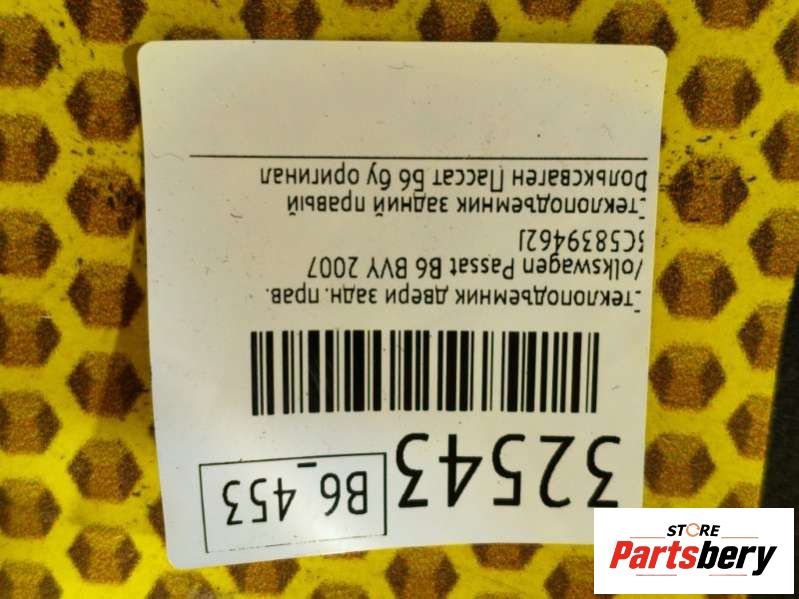 32543
B6_453
-теклоподъемник двери задн. прав.
/olkswagen Passat B6 BVY 2007
3C5839462
-теклоподъемник задний правый
Фольксваген Пассат Б6 бу оригинал
STORE
Partsbery